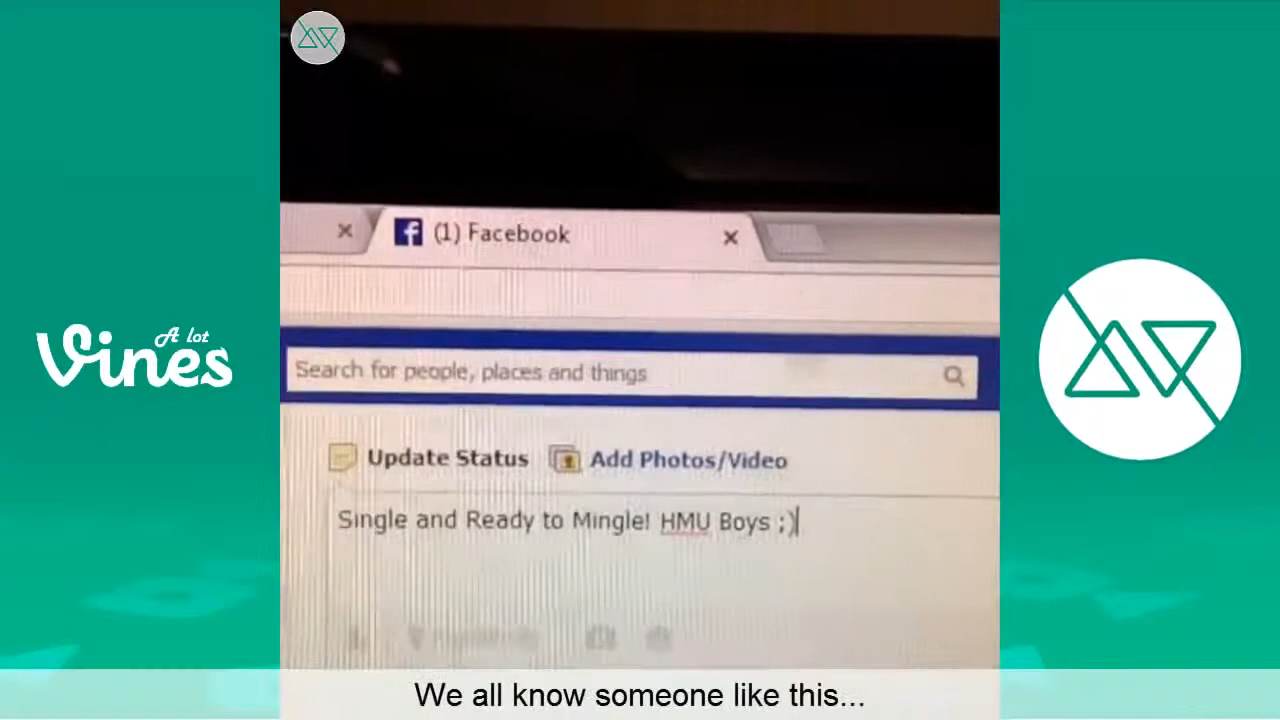 (1) Facebook
Search for people, places and things
Update Status Add Photos/Video
Single and Ready to Mingle! HMU Boys ;)
A lot
Vines
We all know someone like this...